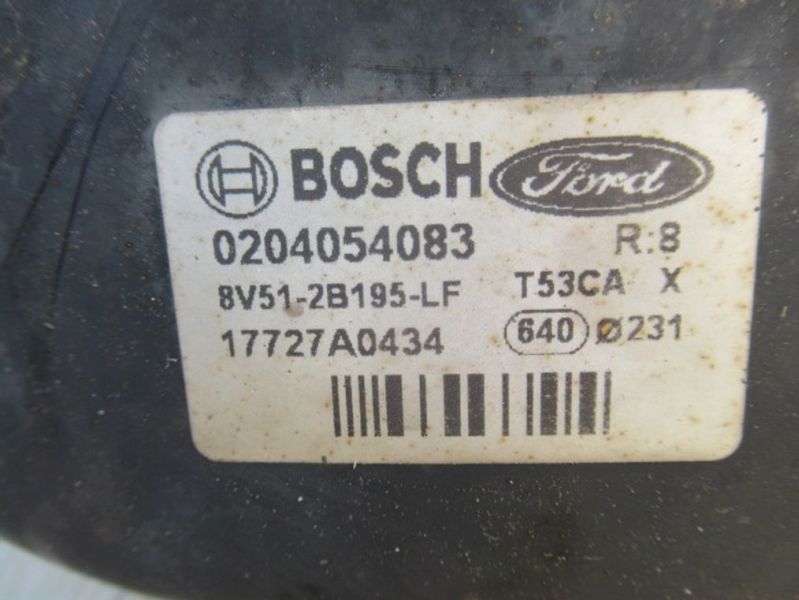 BOSCH Ford
0204054083 R:8
8V51-2B195-LF T53CA X
17727A0434 640 Ø231